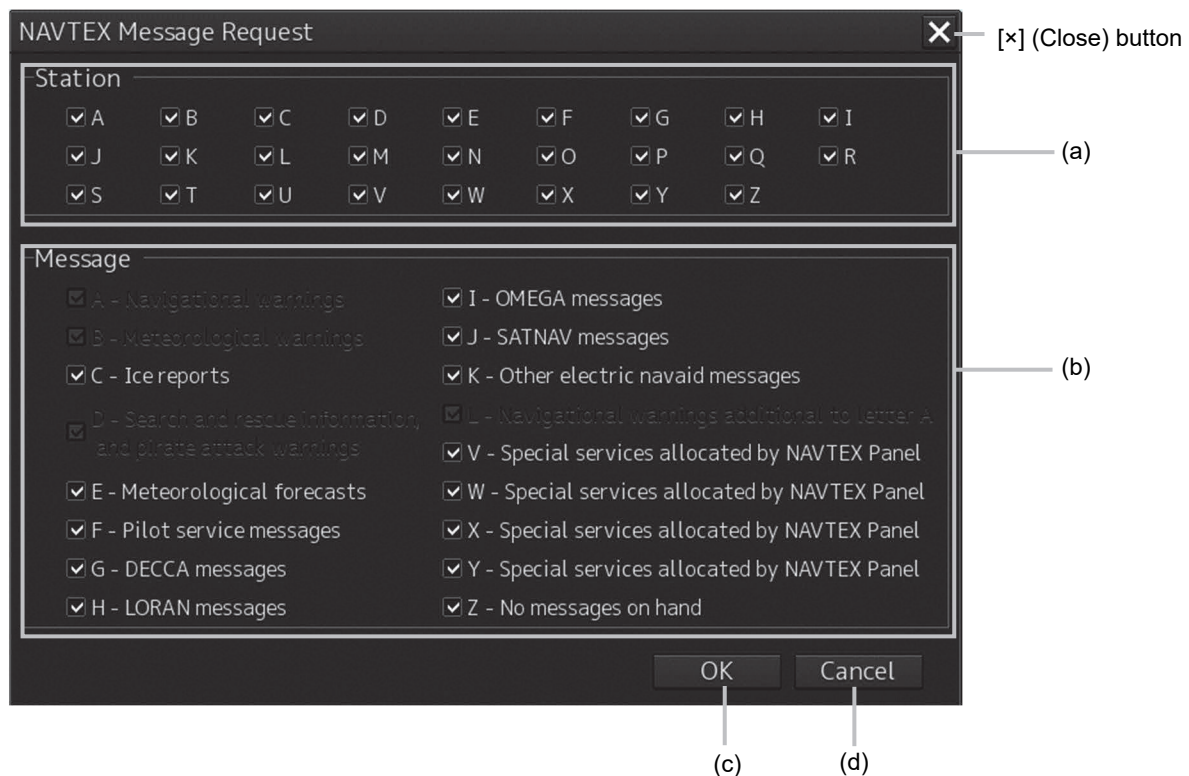 NAVTEX Message Request
[×] (Close) button
Station
A B C D E F G H I
J K L M N O P Q R
S T U V W X Y Z
(a)
Message
A - Navigational warnings
B - Meteorological warnings
C - Ice reports
D - Search and rescue information,
and pirate attack warnings
E - Meteorological forecasts
F - Pilot service messages
G - DECCA messages
H - LORAN messages
I - OMEGA messages
J - SATNAV messages
K - Other electric navaid messages
L - Navigational warnings additional to letter A
V - Special services allocated by NAVTEX Panel
W - Special services allocated by NAVTEX Panel
X - Special services allocated by NAVTEX Panel
Y - Special services allocated by NAVTEX Panel
Z - No messages on hand
(b)
OK
Cancel
(c)
(d)